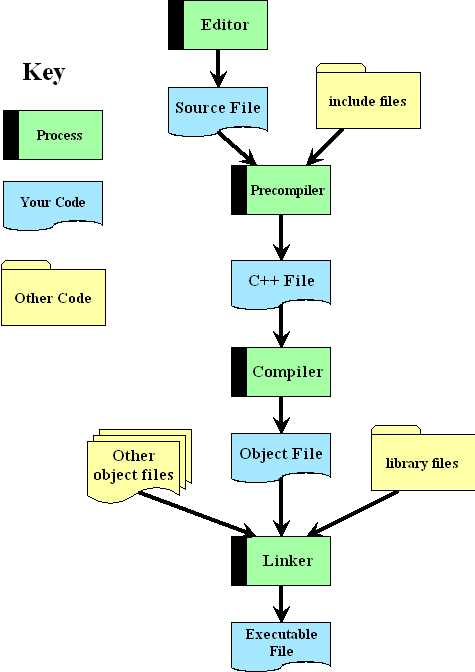 Editor
Key
Source File
include files
Process
Precompiler
Your Code
C++ File
Other Code
Compiler
Other
object files
Object File
library files
Linker
Executable
File